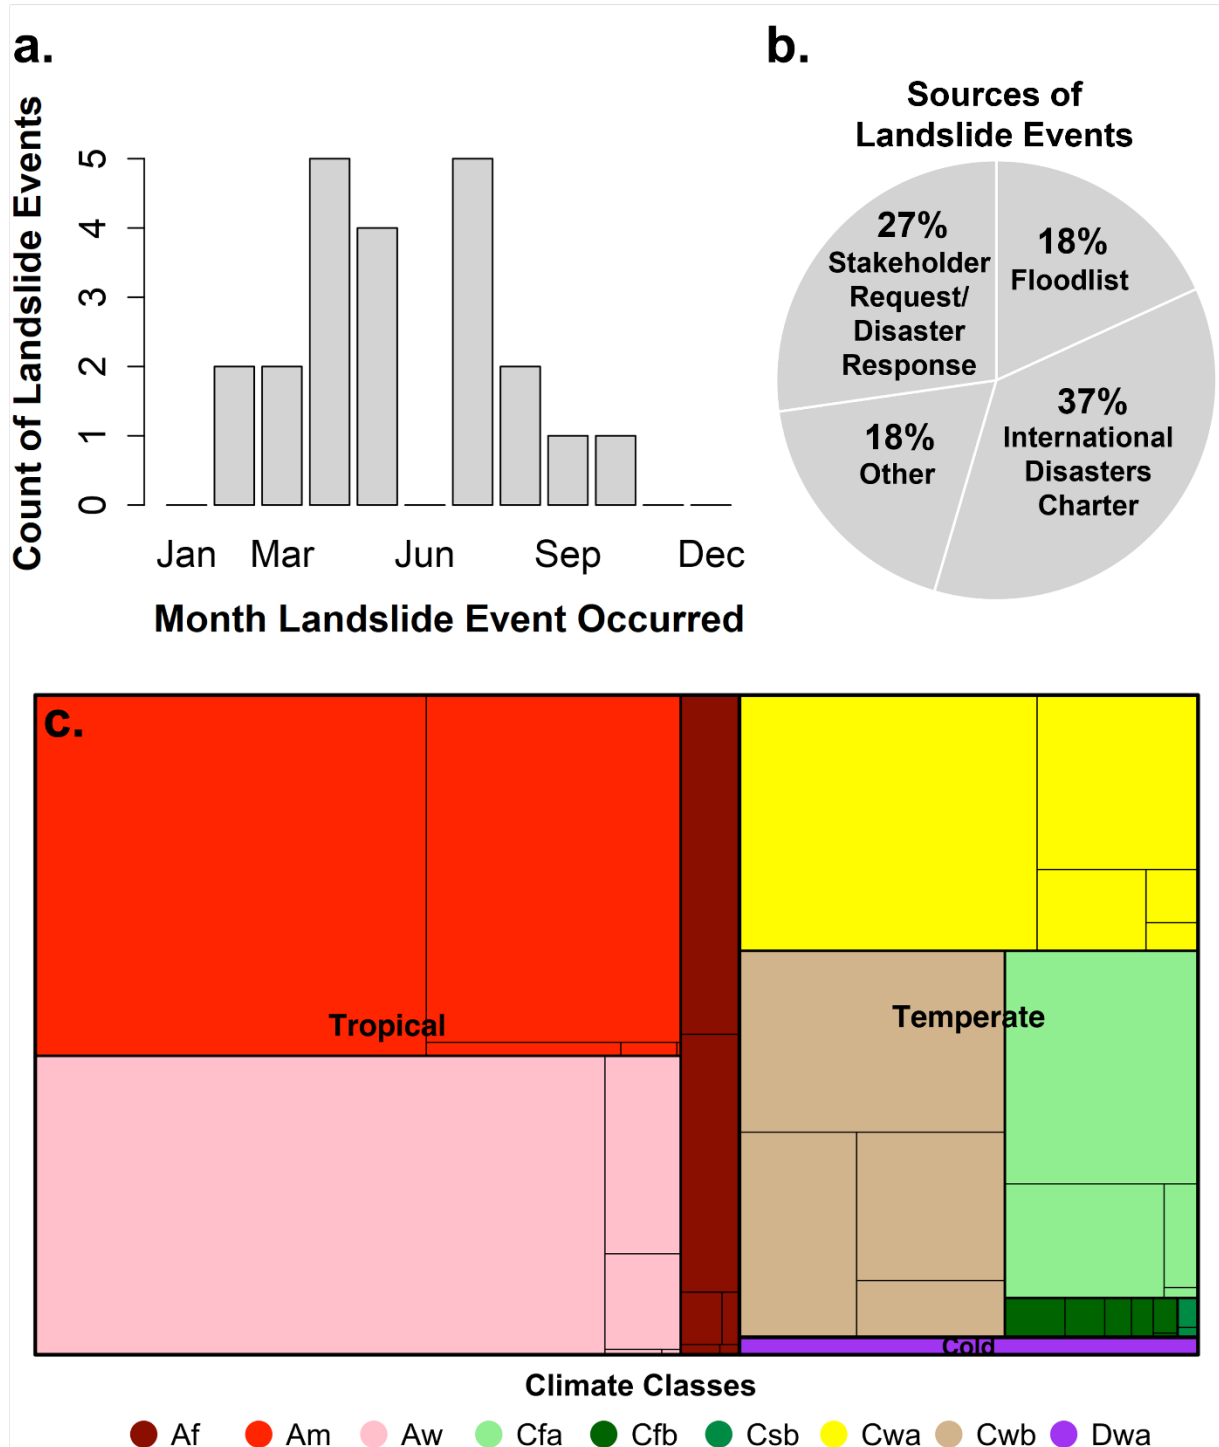 a.
Count of Landslide Events
5
4
3
2
1
0
Jan Mar Jun Sep Dec
Month Landslide Event Occurred
b.
Sources of
Landslide Events
27%
Stakeholder
Request/
Disaster
Response
18%
Floodlist
37%
International
Disasters
Charter
18%
Other
c.
Tropical
Temperate
Cold
Climate Classes
Af Am Aw Cfa Cfb Csb Cwa Cwb Dwa